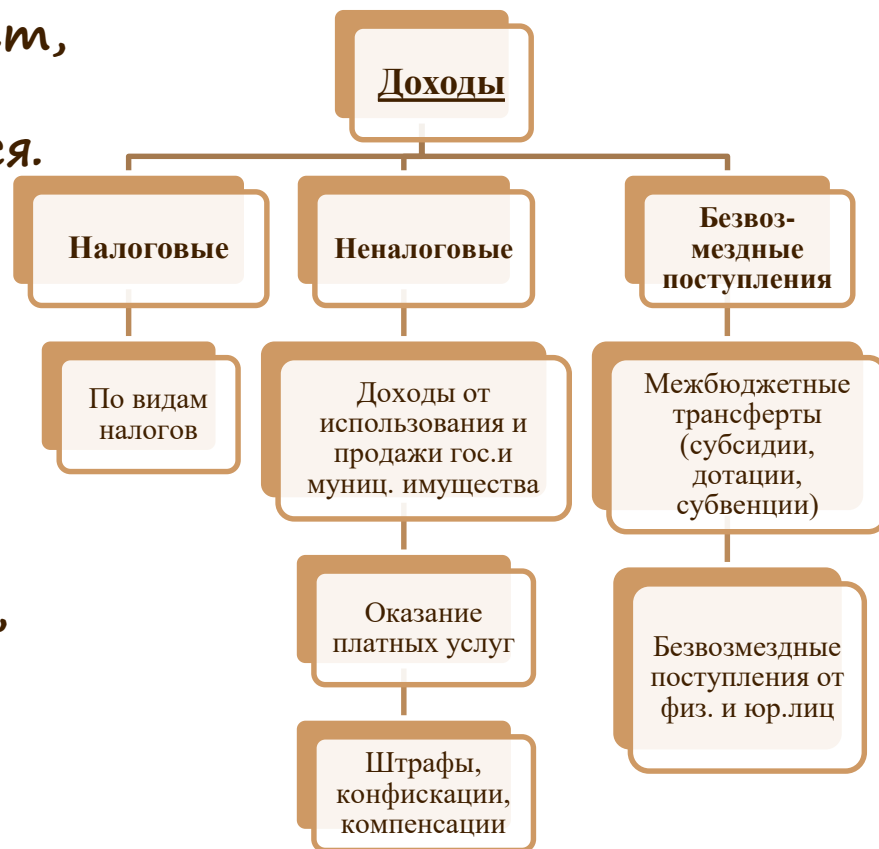 Доходы
Налоговые
По видам
налогов
Неналоговые
Доходы от
использования и
продажи гос.и
муниц. имущества
Оказание
платных услуг
Штрафы,
конфискации,
компенсации
Безвоз-
мездные
поступления
Межбюджетные
трансферты
(субсидии,
дотации,
субвенции)
Безвозмездные
поступления от
физ. и юр.лиц